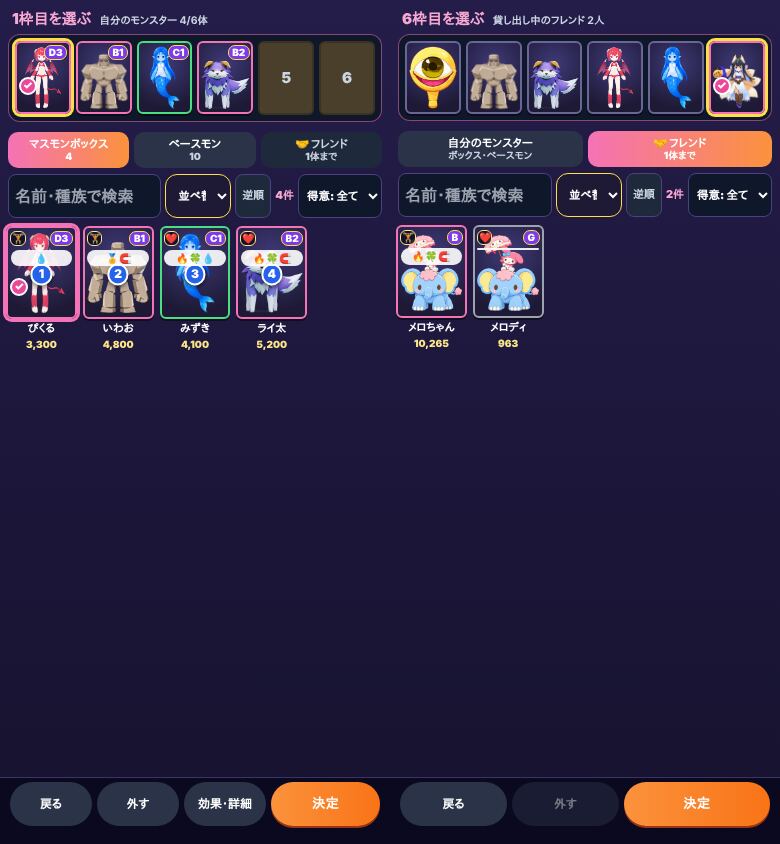 1枠目を選ぶ 自分のモンスター 4/6体
D3
B1
C1
B2
5
6
マスモンボックス
4
ベースモン
10
🤝フレンド
1体まで
名前・種族で検索
並べ替
逆順
4件
得意: 全て
D3
1
B1
2
C1
3
B2
4
ぴくる
いわお
みずき
ライ太
3,300
4,800
4,100
5,200
戻る
外す
効果・詳細
決定
6枠目を選ぶ 貸し出し中のフレンド 2人
自分のモンスター
ボックス・ベースモン
🤝フレンド
1体まで
名前・種族で検索
並べ替
逆順
2件
得意: 全て
B
G
メロちゃん
メロディ
10,265
963
戻る
外す
決定